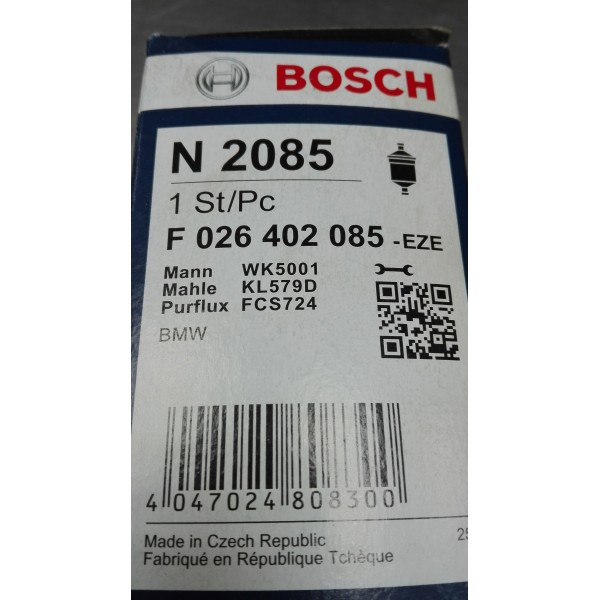 BOSCH
N 2085
1 St/Pc
F 026 402 085 -EZE
Mann WK5001
Mahle KL579D
Purflux FCS724
BMW
4 047024 808300
Made in Czech Republic
Fabriqué en République Tchèque